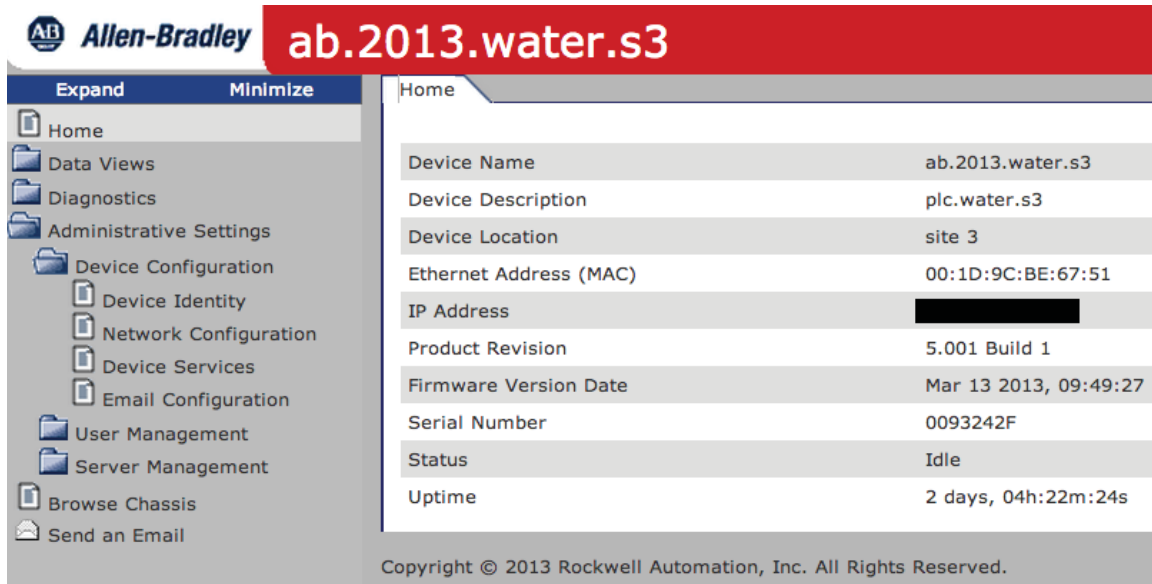 AB Allen-Bradley
ab.2013.water.s3
Expand Minimize
Home
Data Views
Diagnostics
Administrative Settings
Device Configuration
Device Identity
Network Configuration
Device Services
Email Configuration
User Management
Server Management
Browse Chassis
Send an Email
Home
Device Name ab.2013.water.s3
Device Description plc.water.s3
Device Location site 3
Ethernet Address (MAC) 00:1D:9C:BE:67:51
IP Address
Product Revision 5.001 Build 1
Firmware Version Date Mar 13 2013, 09:49:27
Serial Number 0093242F
Status Idle
Uptime 2 days, 04h:22m:24s
Copyright © 2013 Rockwell Automation, Inc. All Rights Reserved.